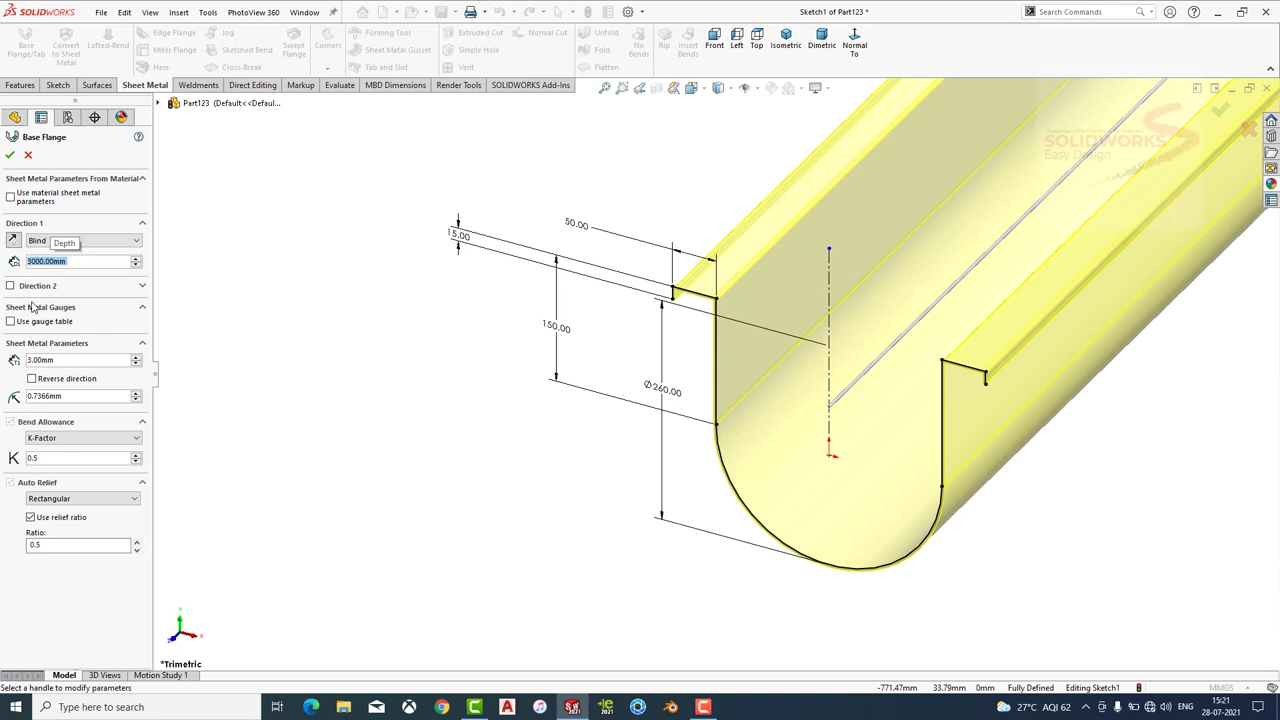 SOLIDWORKS File Edit View Insert Tools PhotoView 360 Window Sketch1 of Part123 * Search Commands
Base Flange/Tab Convert to Sheet Metal Lofted-Bend Edge Flange Miter Flange Hem Jog Sketched Bend Cross-Break Swept Flange Corners Forming Tool Sheet Metal Gusset Tab and Slot Extruded Cut Simple Hole Vent Normal Cut No Bends Unfold Fold Flatten Rip Insert Bends Front Left Top Isometric Dimetric Normal To
Features Sketch Surfaces Sheet Metal Weldments Direct Editing Markup Evaluate MBD Dimensions Render Tools SOLIDWORKS Add-Ins
Part123 (Default<<Defaul...
Base Flange
Sheet Metal Parameters From Material
Use material sheet metal
parameters
Direction 1
Blind
Depth
3000.00mm
Direction 2
Sheet Metal Gauges
Use gauge table
Sheet Metal Parameters
3.00mm
Reverse direction
0.7366mm
Bend Allowance
K-Factor
K 0.5
Auto Relief
Rectangular
Use relief ratio
Ratio:
0.5
SOLIDWORKS
Easy Design
50.00
15.00
150.00
Ø260.00
Y
X
Z
*Trimetric
Model 3D Views Motion Study 1
Select a handle to modify parameters -771.47mm 33.79mm 0mm Fully Defined Editing Sketch1 MMGS
Type here to search 27°C AQI 62 ENG 15:21
28-07-2021